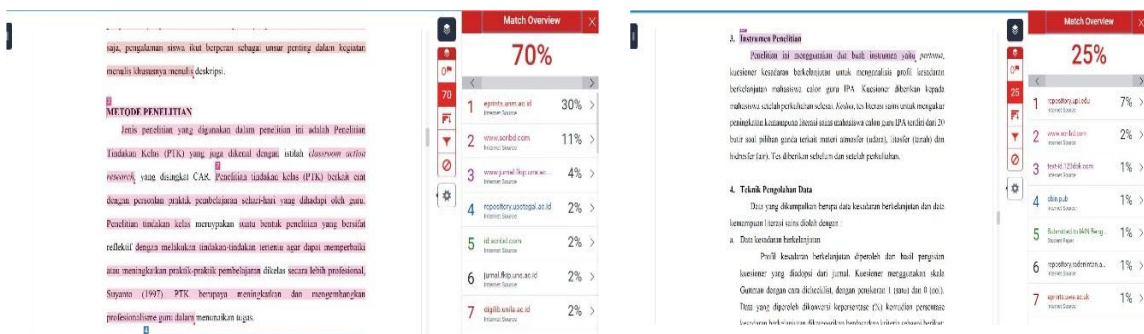 saja, pengalaman siswa ikut berperan sebagai unsur penting dalam kegiatan
menulis khususnya menulis deskripsi.
METODE PENELITIAN
Jenis penelitian yang digunakan dalam penelitian ini adalah Penelitian
Tindakan Kelas (PTK) yang juga dikenal dengan istilah classroom action
research, yang disingkat CAR. Penelitian tindakan kelas (PTK) berkait erat
dengan persoalan praktik pembelajaran sehari-hari yang dihadapi oleh guru.
Penelitian tindakan kelas merupakan suatu bentuk penelitian yang bersifat
reflektif dengan melakukan tindakan-tindakan tertentu agar dapat memperbaiki
atau meningkatkan praktik-praktik pembelajaran dikelas secara lebih profesional,
Suyanto (1997) PTK berupaya meningkatkan dan mengembangkan
profesionalisme guru dalam menunaikan tugas.
70
Match Overview
70%
1 eprints.unm.ac.id 30%
Internet Source
2 www.scribd.com 11%
Internet Source
3 www.jurnal.fkip.uns.ac... 4%
Internet Source
4 repository.upstegal.ac.id 2%
Internet Source
5 id.scribd.com 2%
Internet Source
6 jurnal.fkip.uns.ac.id 2%
Internet Source
7 digilib.unila.ac.id 2%
Internet Source
3. Instrumen Penelitian
Penelitian ini menggunakan dua buah instrumen yaitu pertama,
kuesioner kesadaran berkelanjutan untuk menganalisis profil kesadaran
berkelanjutan mahasiswa calon guru IPA. Kuesioner diberikan kepada
mahasiswa setelah perkuliahan selesai. Kedua, tes literasi sains untuk mengukur
peningkatan kemampuan literasi sains mahasiswa calon guru IPA terdiri dari 20
butir soal pilihan ganda terkait materi atmosfer (udara), litosfer (tanah) dan
hidrosfer (air). Tes diberikan sebelum dan setelah perkuliahan.
4. Teknik Pengolahan Data
Data yang dikumpulkan berupa data kesadaran berkelanjutan dan data
kemampuan literasi sains diolah dengan :
a. Data kesadaran berkelanjutan
Profil kesadaran berkelanjutan diperoleh dari hasil pengisian
kuesioner yang diadopsi dari jurnal. Kuesioner menggunakan skala
Guttman dengan cara dichecklist, dengan penskoran 1 (satu) dan 0 (nol).
Data yang diperoleh dikonversi kepersentase (%) kemudian persentase
kesadaran berkelanjutan dikategorikan berdasarkan kriteria sebagai berikut:
25
Match Overview
25%
1 repository.upi.edu 7%
Internet Source
2 www.scribd.com 2%
Internet Source
3 text-id.123dok.com 1%
Internet Source
4 1%
Internet Source
5 Submitted to IAIN Beng... 1%
Student Paper
6 repository.radenintan.a... 1%
Internet Source
7 1%
Internet Source